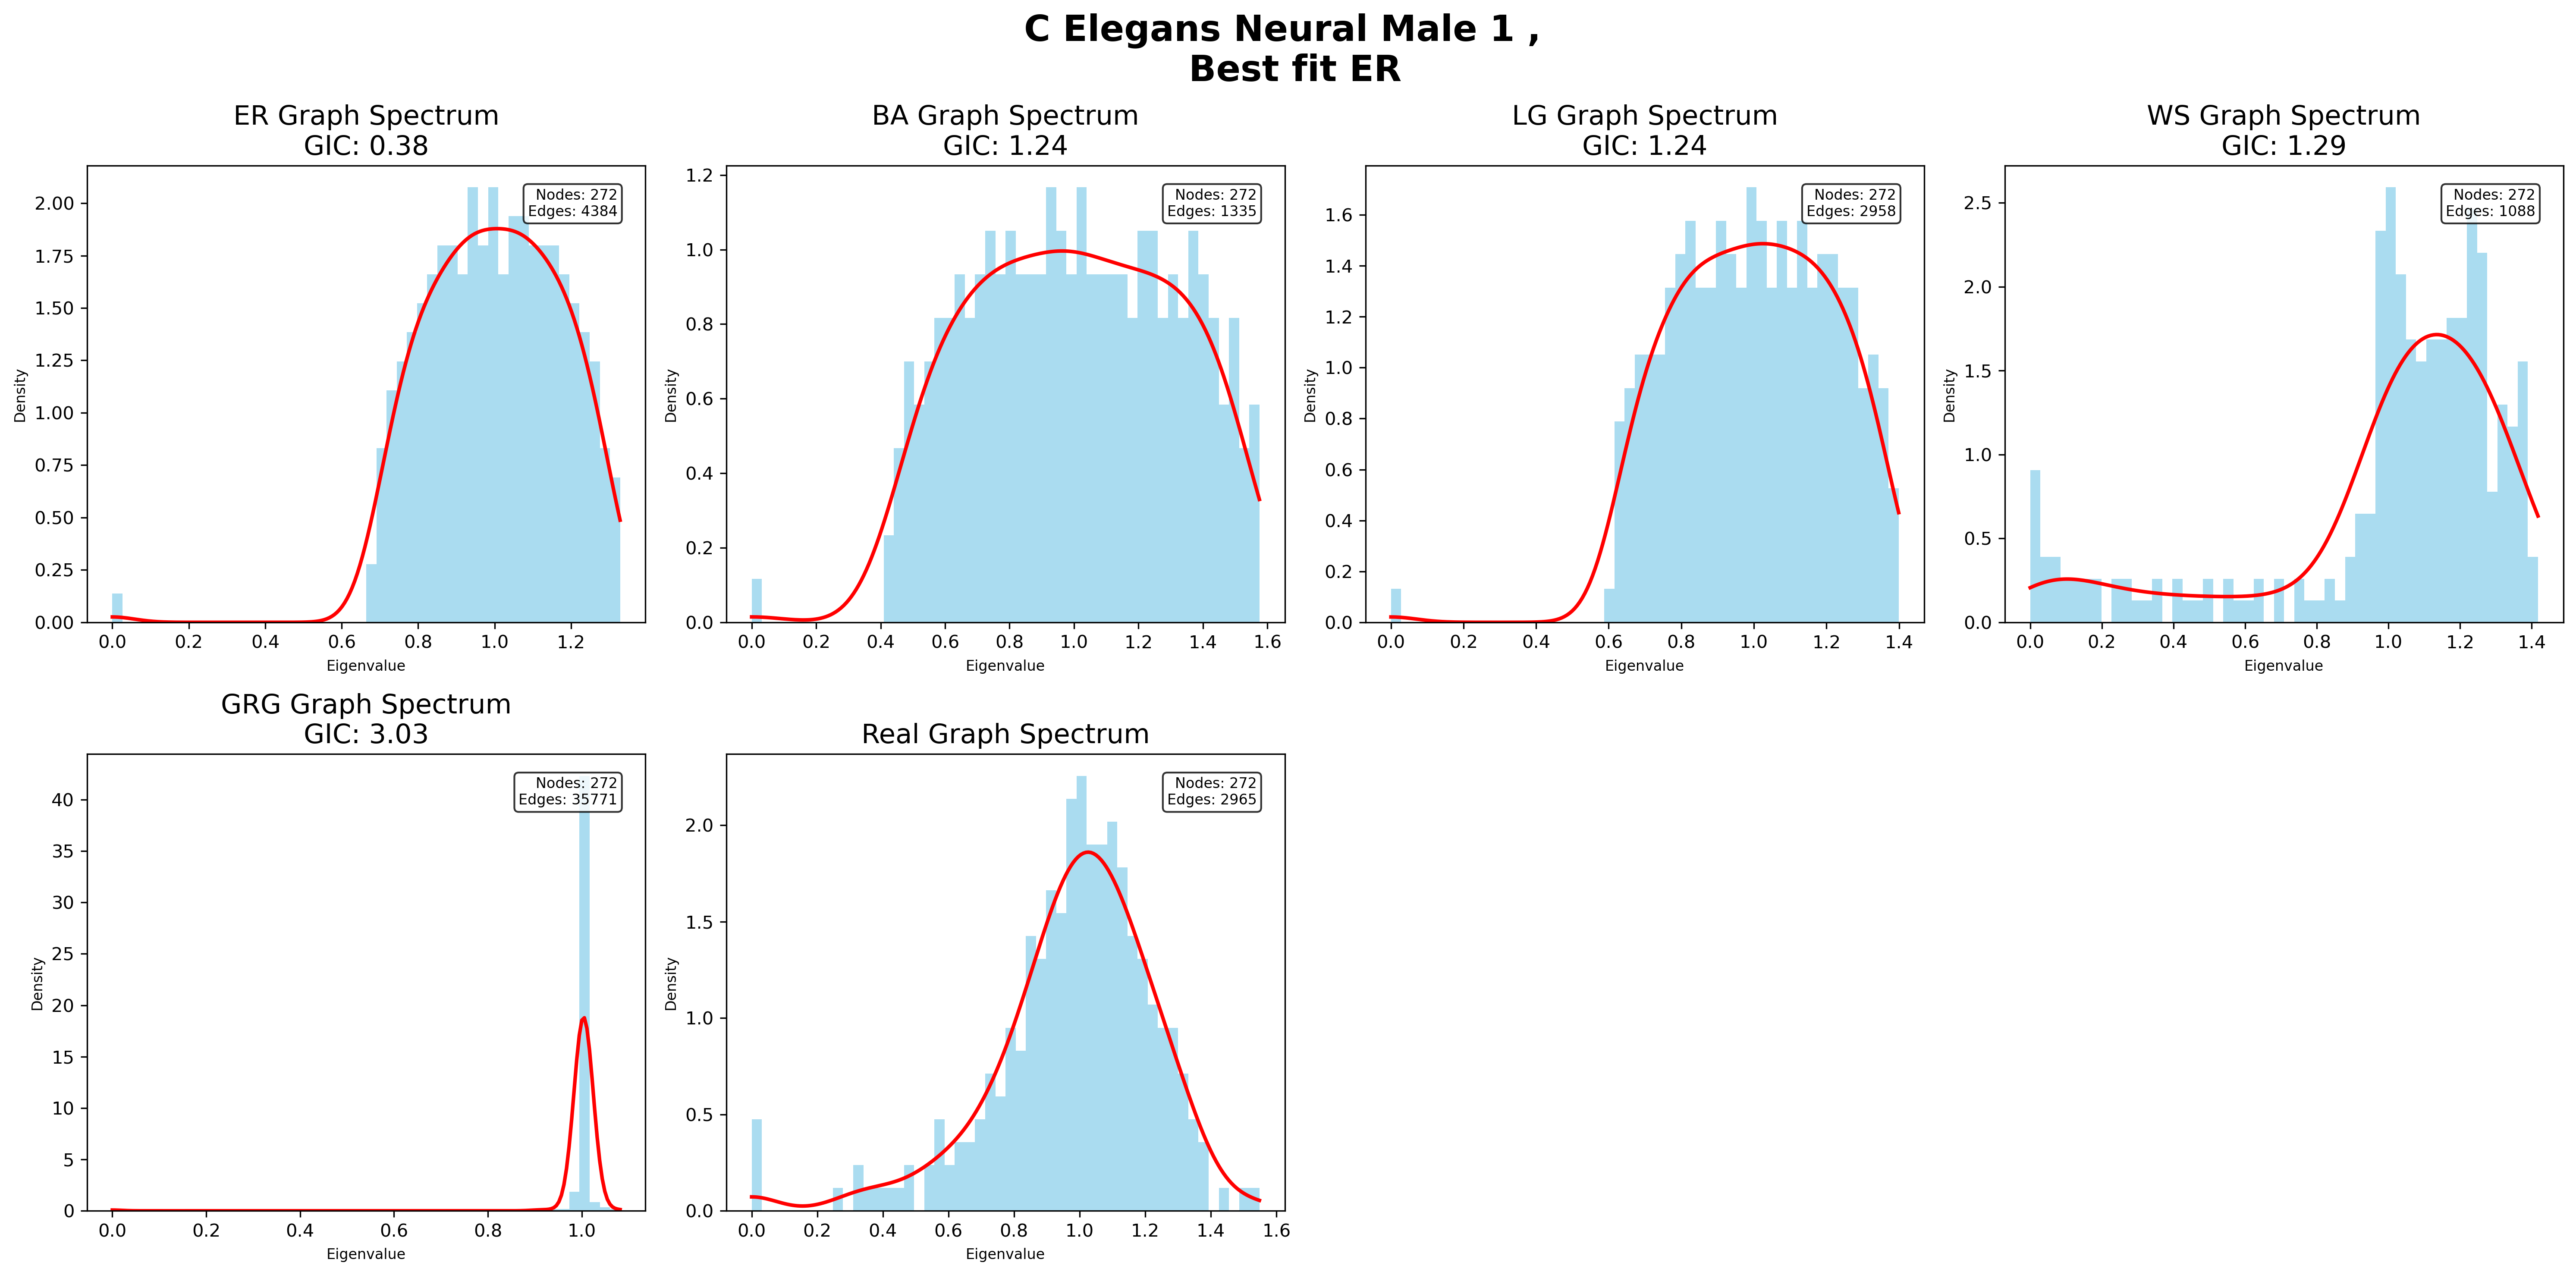 C Elegans Neural Male 1 ,
Best fit ER
ER Graph Spectrum
GIC: 0.38
Nodes: 272
Edges: 4384
Density
2.00
1.75
1.50
1.25
1.00
0.75
0.50
0.25
0.00
0.0 0.2 0.4 0.6 0.8 1.0 1.2
Eigenvalue
BA Graph Spectrum
GIC: 1.24
Nodes: 272
Edges: 1335
Density
1.2
1.0
0.8
0.6
0.4
0.2
0.0
0.0 0.2 0.4 0.6 0.8 1.0 1.2 1.4 1.6
Eigenvalue
LG Graph Spectrum
GIC: 1.24
Nodes: 272
Edges: 2958
Density
1.6
1.4
1.2
1.0
0.8
0.6
0.4
0.2
0.0
0.0 0.2 0.4 0.6 0.8 1.0 1.2 1.4
Eigenvalue
WS Graph Spectrum
GIC: 1.29
Nodes: 272
Edges: 1088
Density
2.5
2.0
1.5
1.0
0.5
0.0
0.0 0.2 0.4 0.6 0.8 1.0 1.2 1.4
Eigenvalue
GRG Graph Spectrum
GIC: 3.03
Nodes: 272
Edges: 35771
Density
40
35
30
25
20
15
10
5
0
0.0 0.2 0.4 0.6 0.8 1.0
Eigenvalue
Real Graph Spectrum
Nodes: 272
Edges: 2965
Density
2.0
1.5
1.0
0.5
0.0
0.0 0.2 0.4 0.6 0.8 1.0 1.2 1.4 1.6
Eigenvalue